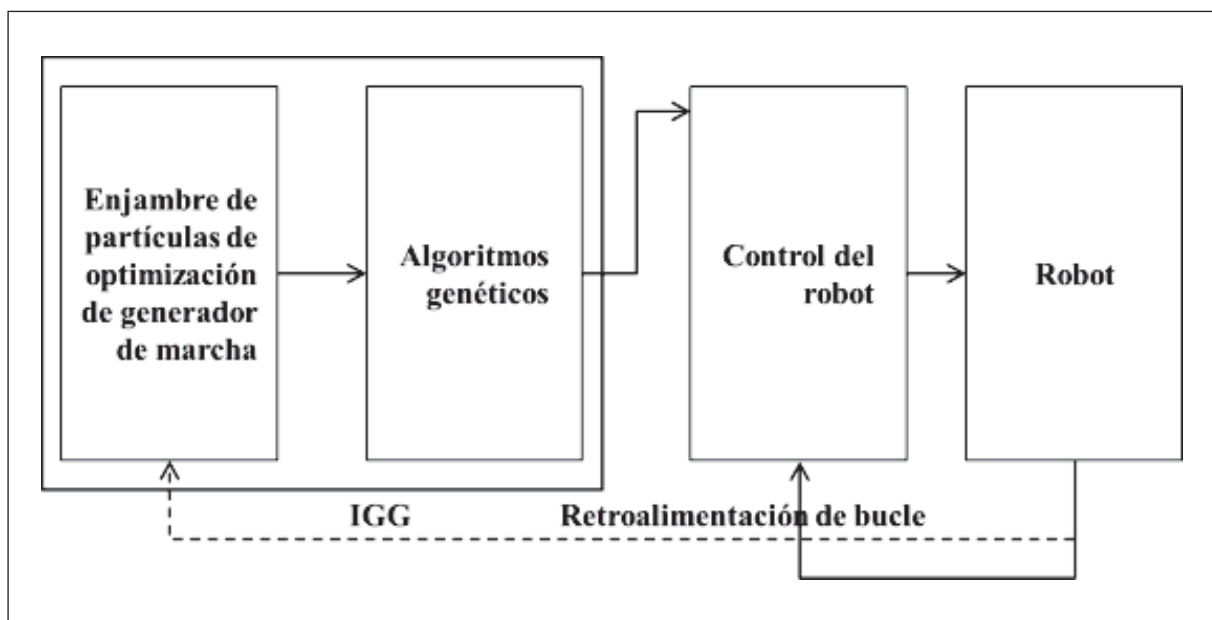 Enjambre de
partículas de
optimización
de generador
de marcha
Algoritmos
genéticos
Control del
robot
Robot
IGG
Retroalimentación de bucle